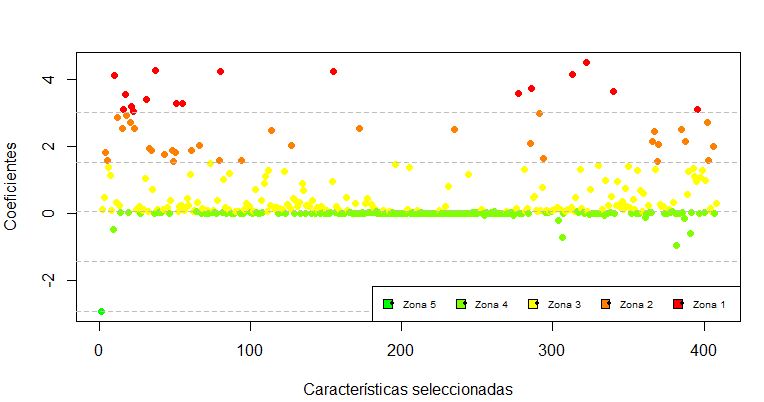 Coeficientes
4
2
0
-2
0 100 200 300 400
Zona 5 Zona 4 Zona 3 Zona 2 Zona 1
Características seleccionadas